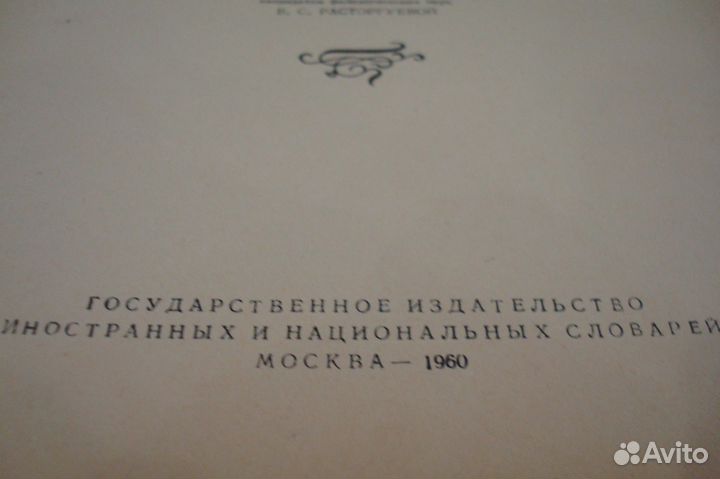 В. С. РАСТОРГУЕВОЙ
ГОСУДАРСТВЕННОЕ ИЗДАТЕЛЬСТВО
ИНОСТРАННЫХ И НАЦИОНАЛЬНЫХ СЛОВАРЕЙ
МОСКВА — 1960
Avito